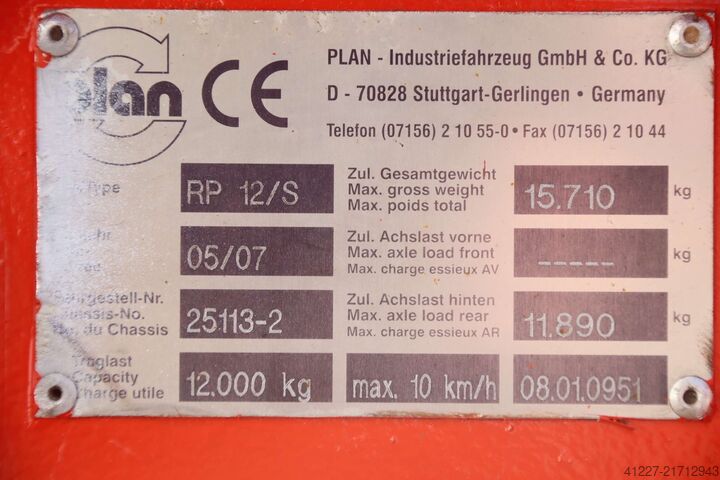 plan CE
PLAN - Industriefahrzeug GmbH & Co. KG
D - 70828 Stuttgart-Gerlingen • Germany
Telefon (07156) 2 10 55-0 • Fax (07156) 2 10 44
Type
RP 12/S
Zul. Gesamtgewicht
Max. gross weight
Max. poids total
15.710 kg
05/07
Zul. Achslast vorne
Max. axle load front
Max. charge essieux AV
----- kg
Fahrgestell-Nr.
Chassis-No.
du Chassis
25113-2
Zul. Achslast hinten
Max. axle load rear
Max. charge essieux AR
11.890 kg
Traglast
Capacity
Charge utile
12.000 kg
max. 10 km/h
08.01.0951
41227-21712943